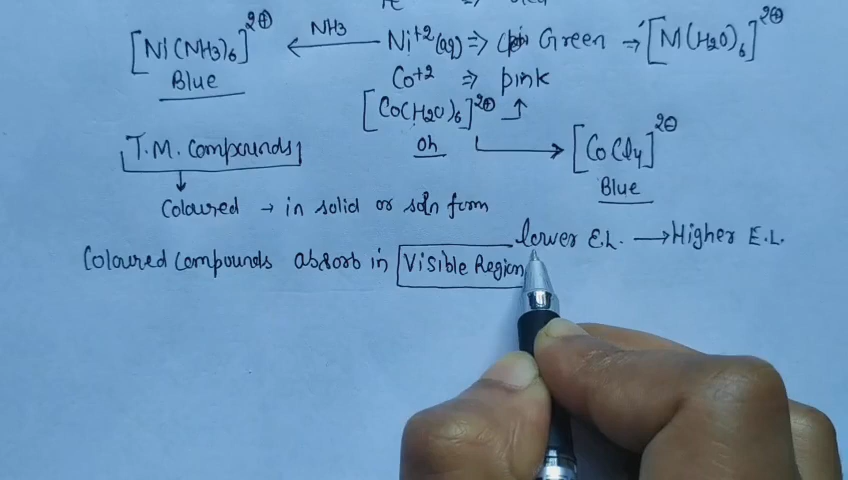 [Ni(NH3)6]2⊕ ←NH3— Ni+2(aq) ⇒ Green → [M(H2O)6]2⊕
Blue
Co+2 ⇒ pink
[Co(H2O)6]2⊕
Oh → [CoCl4]2⊕
Blue
T.M. Compounds
Coloured → in solid or soln form
lower E.L. → Higher E.L.
Coloured Compounds absorb in Visible Region